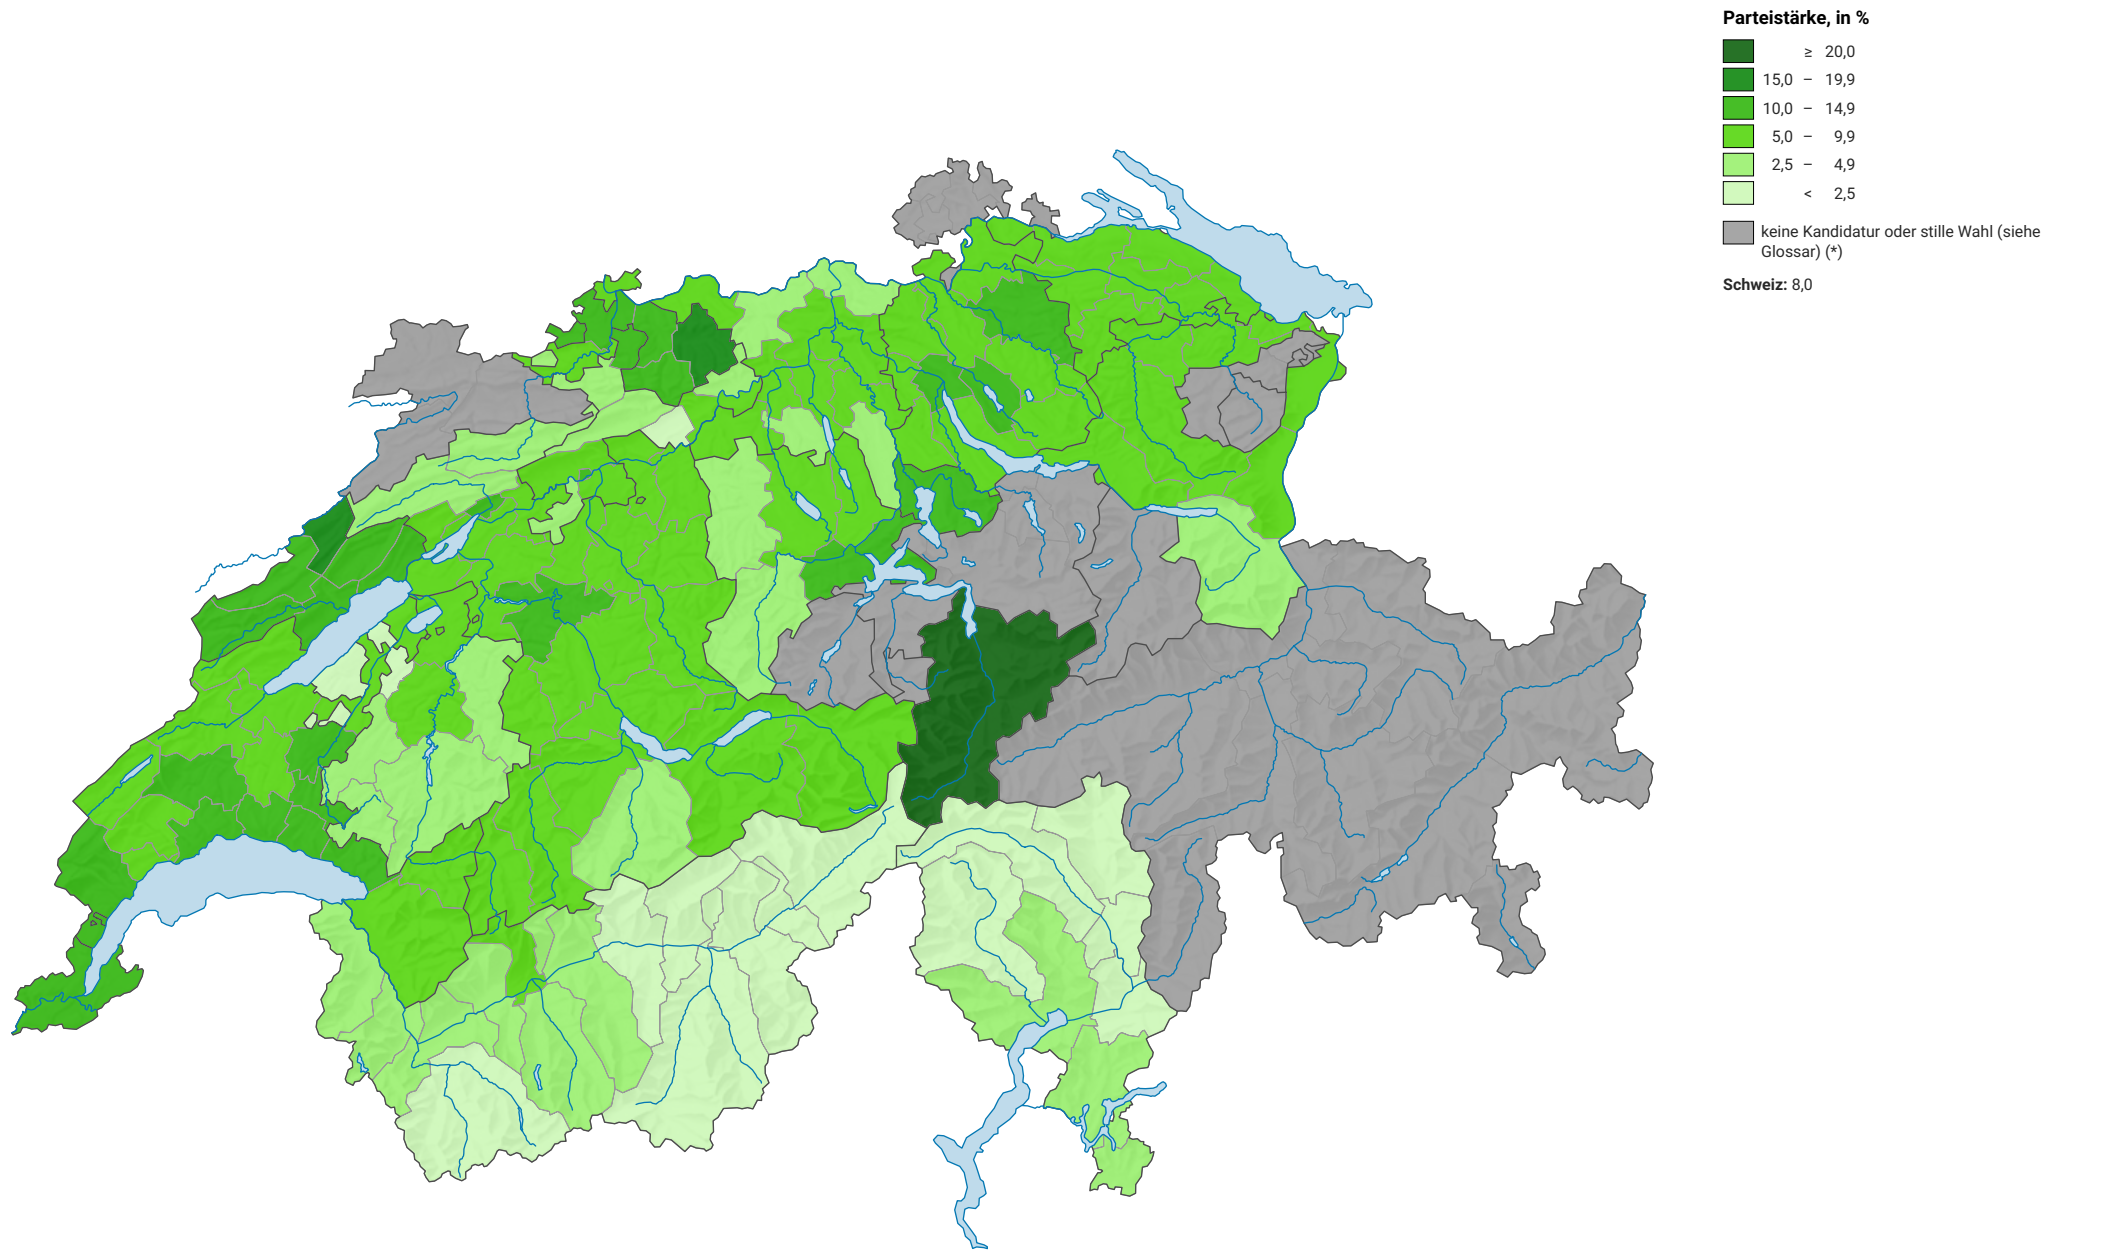 Parteistärke, in %
≥ 20,0
15,0 – 19,9
10,0 – 14,9
5,0 – 9,9
2,5 – 4,9
< 2,5
keine Kandidatur oder stille Wahl (siehe
Glossar) (*)
Schweiz: 8,0